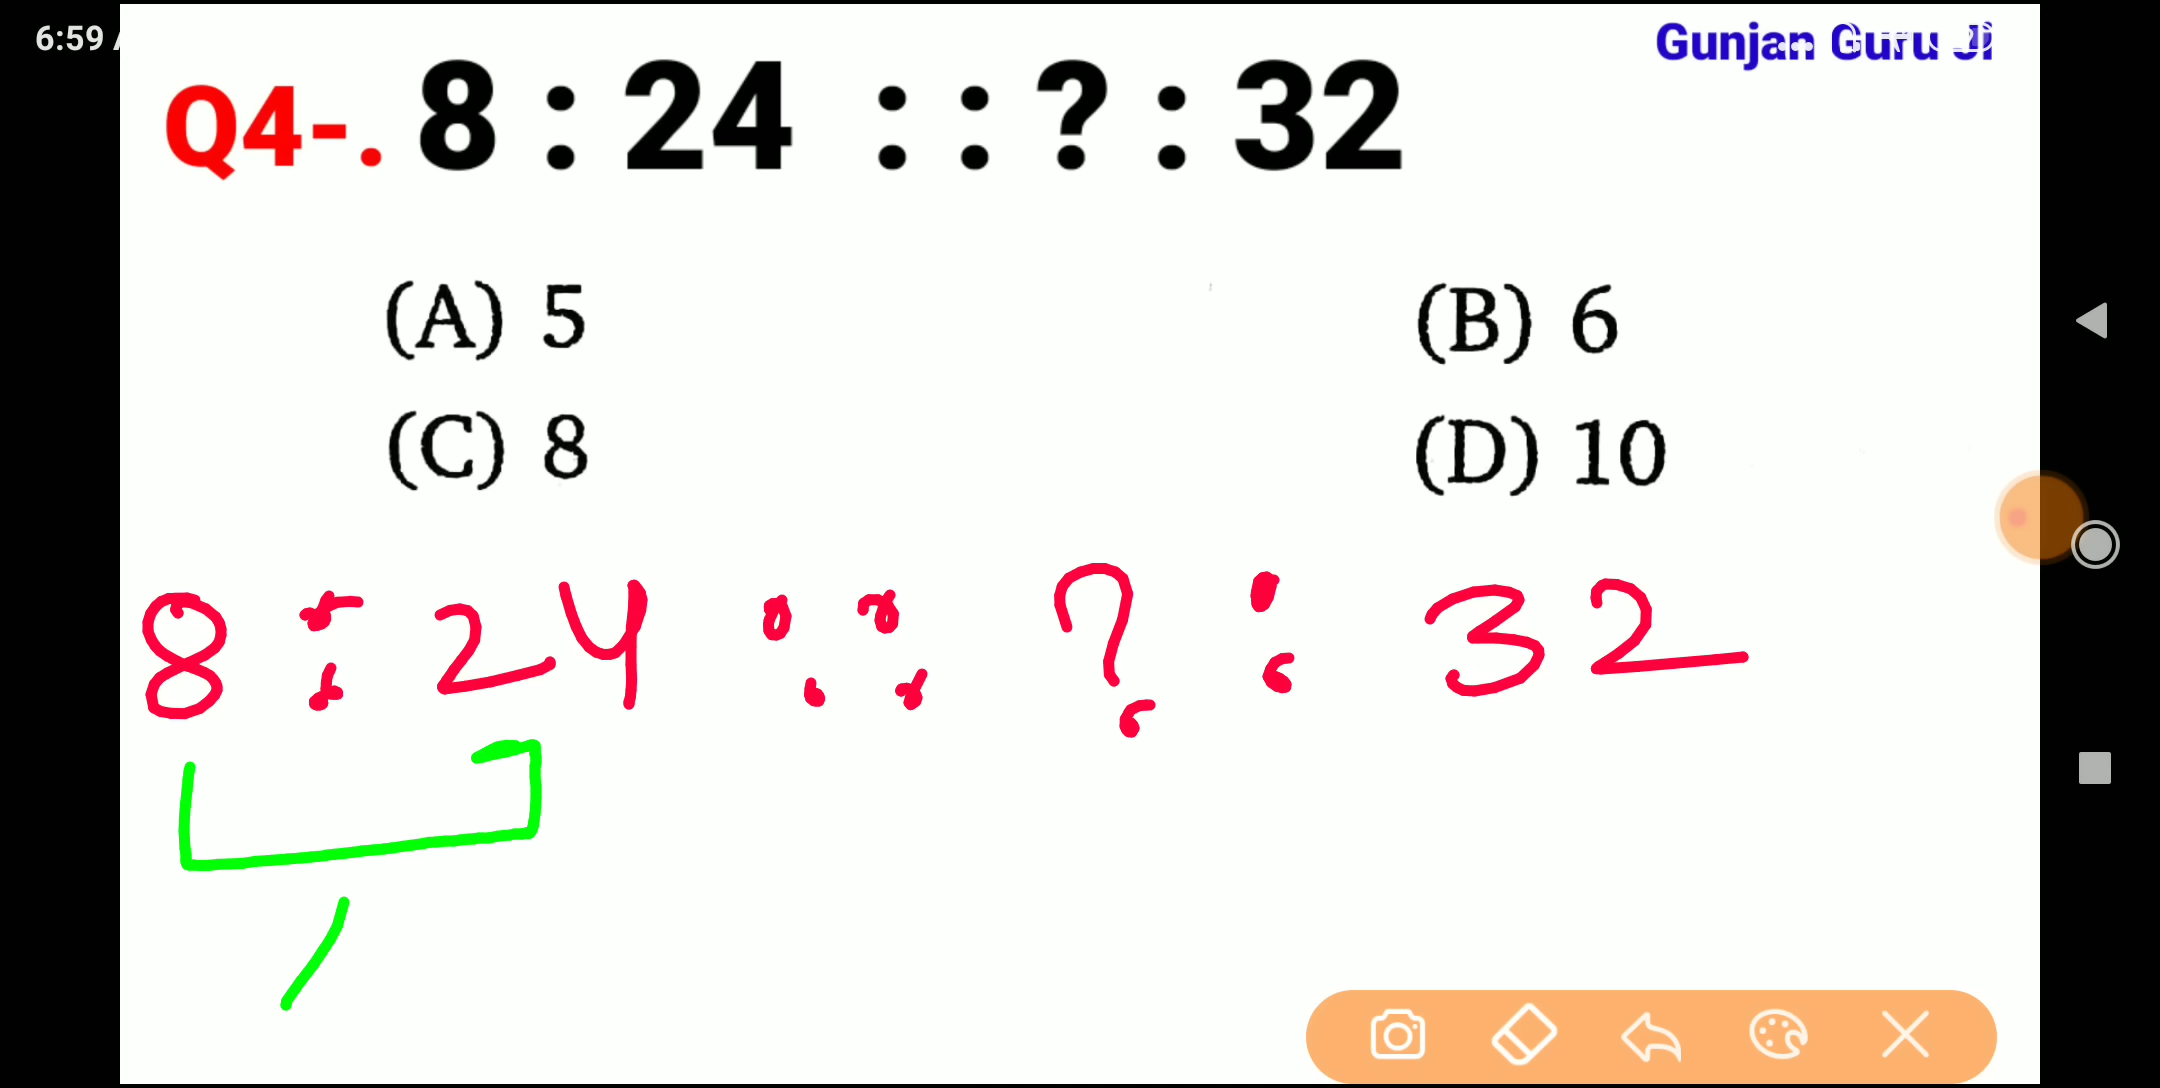 6:59
Gunjan Guru Ji
Q4-. 8 : 24 : : ? : 32
(A) 5
(B) 6
(C) 8
(D) 10
8 : 24 :: ? : 32